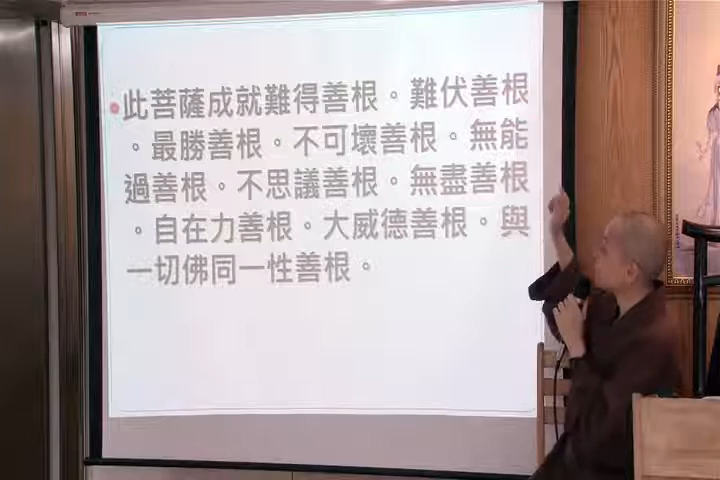 此菩薩成就難得善根。難伏善根
。最勝善根。不可壞善根。無能
過善根。不思議善根。無盡善根
。自在力善根。大威德善根。與
一切佛同一性善根。